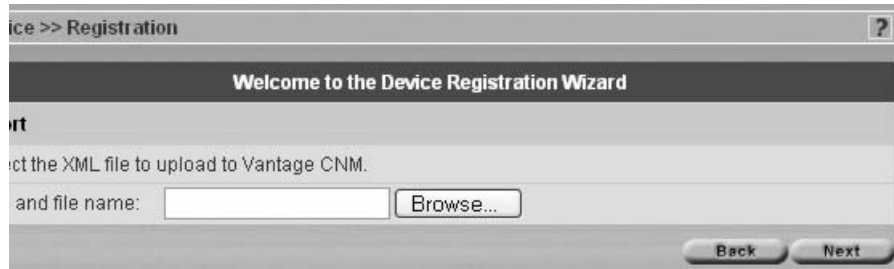 ice >> Registration ?
Welcome to the Device Registration Wizard
rt
ct the XML file to upload to Vantage CNM.
and file name: Browse...
Back Next